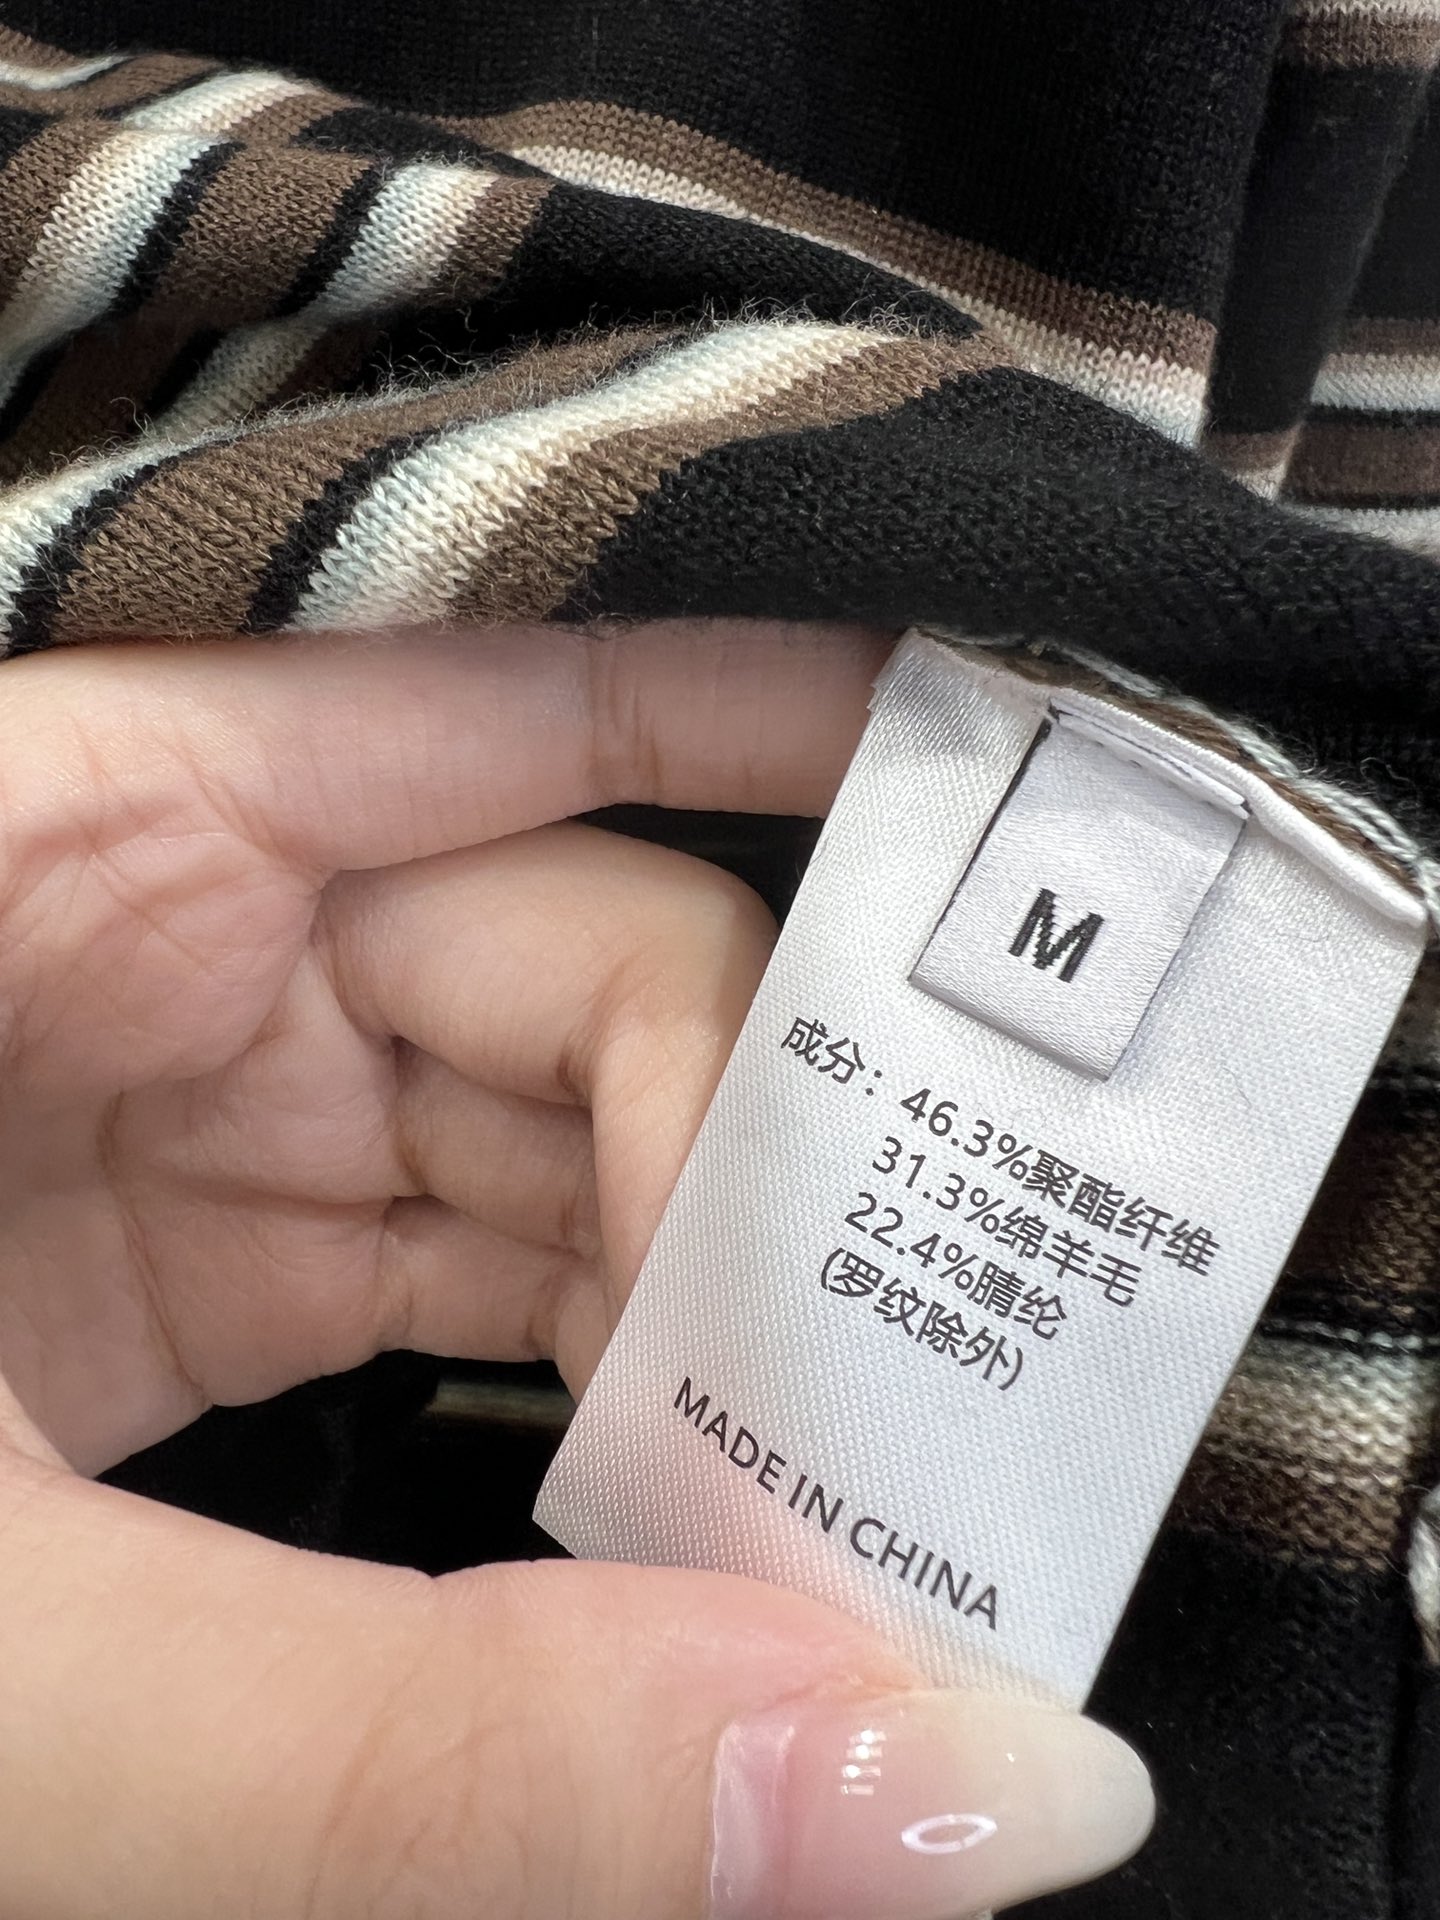 M
成分：46.3%聚酯纤维
31.3%绵羊毛
22.4%腈纶
(罗纹除外)
MADE IN CHINA